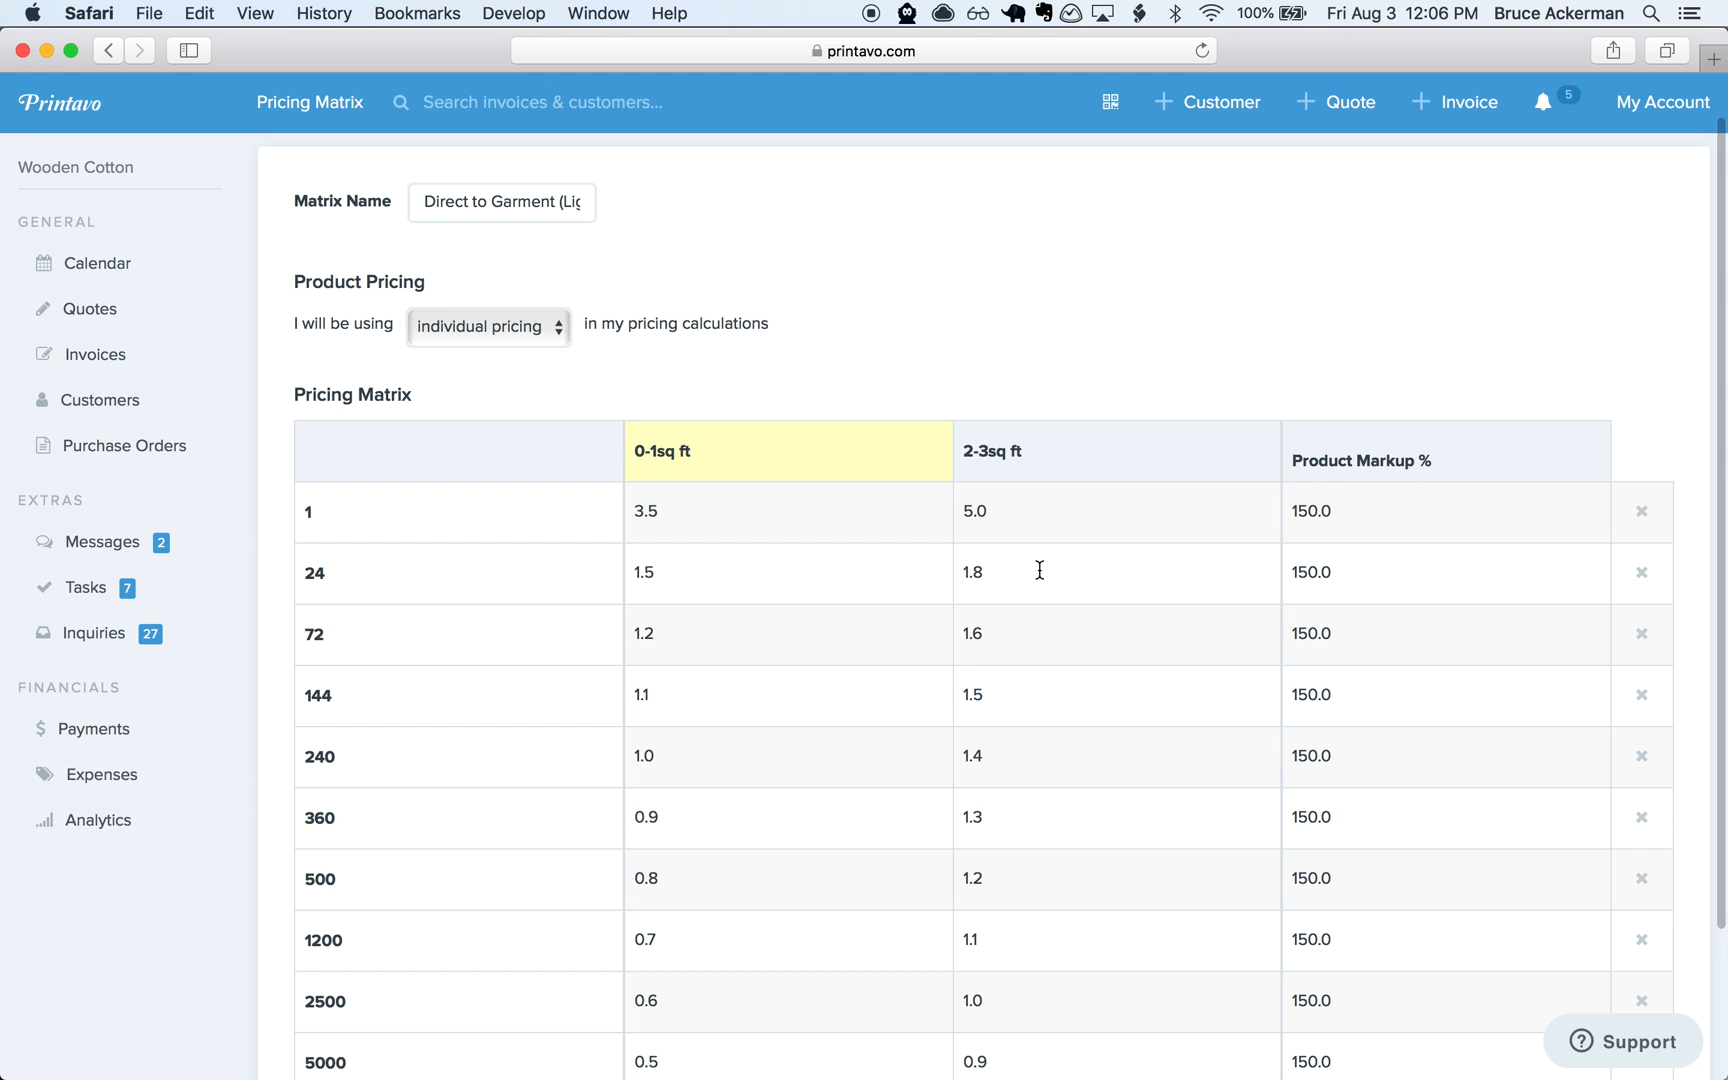 Safari File Edit View History Bookmarks Develop Window Help 100% Fri Aug 3 12:06 PM Bruce Ackerman
printavo.com
Printavo Pricing Matrix Search invoices & customers... Customer Quote Invoice 5 My Account
Wooden Cotton
GENERAL
Calendar
Quotes
Invoices
Customers
Purchase Orders
EXTRAS
Messages 2
Tasks 7
Inquiries 27
FINANCIALS
Payments
Expenses
Analytics
Matrix Name Direct to Garment (Lig
Product Pricing
I will be using individual pricing in my pricing calculations
Pricing Matrix
0-1sq ft 2-3sq ft Product Markup %
1 3.5 5.0 150.0
24 1.5 1.8 150.0
72 1.2 1.6 150.0
144 1.1 1.5 150.0
240 1.0 1.4 150.0
360 0.9 1.3 150.0
500 0.8 1.2 150.0
1200 0.7 1.1 150.0
2500 0.6 1.0 150.0
5000 0.5 0.9 150.0
Support